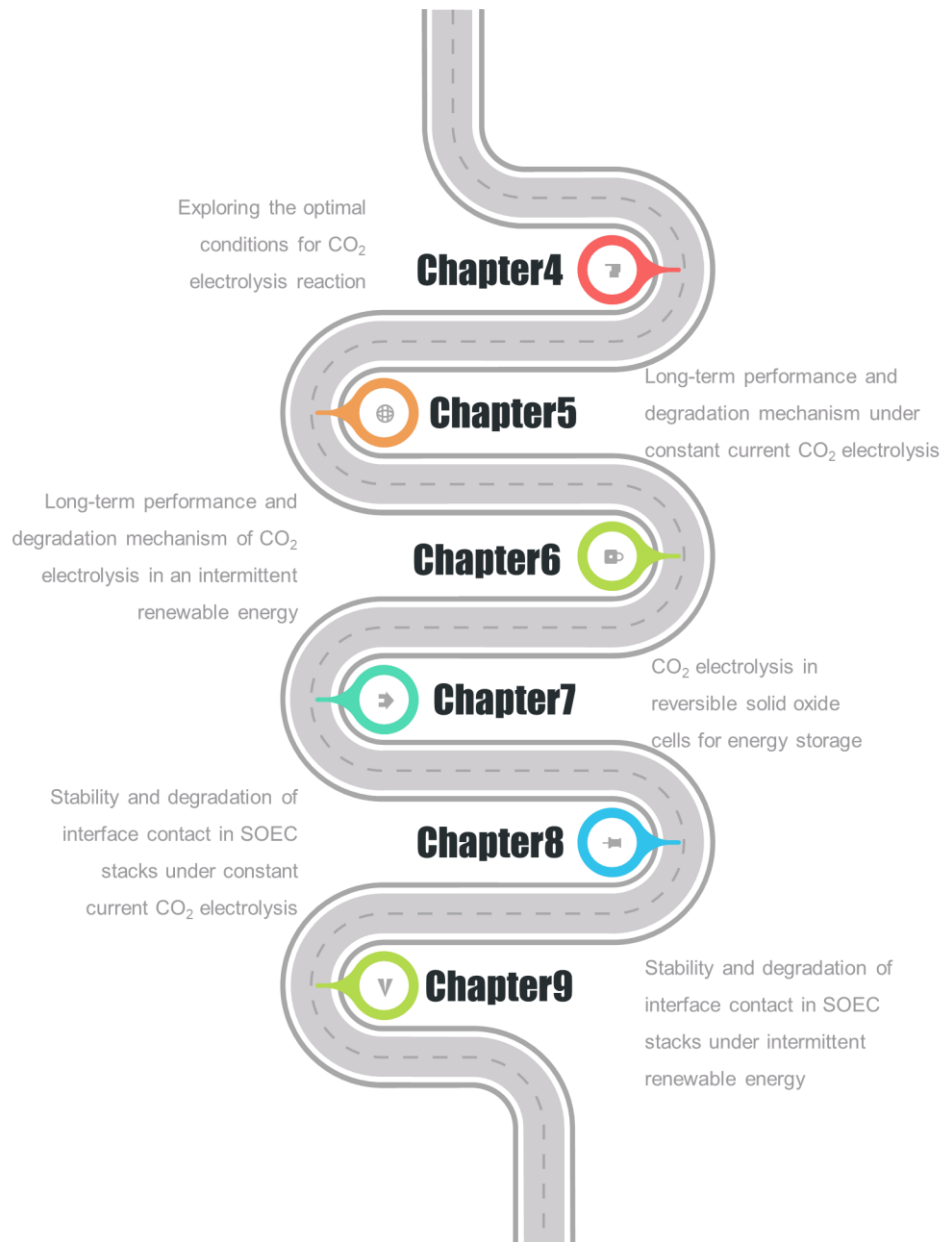 Exploring the optimal
conditions for CO₂
electrolysis reaction
Chapter4
Chapter5
Long-term performance and
degradation mechanism under
constant current CO₂ electrolysis
Long-term performance and
degradation mechanism of CO₂
electrolysis in an intermittent
renewable energy
Chapter6
Chapter7
CO₂ electrolysis in
reversible solid oxide
cells for energy storage
Stability and degradation of
interface contact in SOEC
stacks under constant
current CO₂ electrolysis
Chapter8
Chapter9
Stability and degradation of
interface contact in SOEC
stacks under intermittent
renewable energy